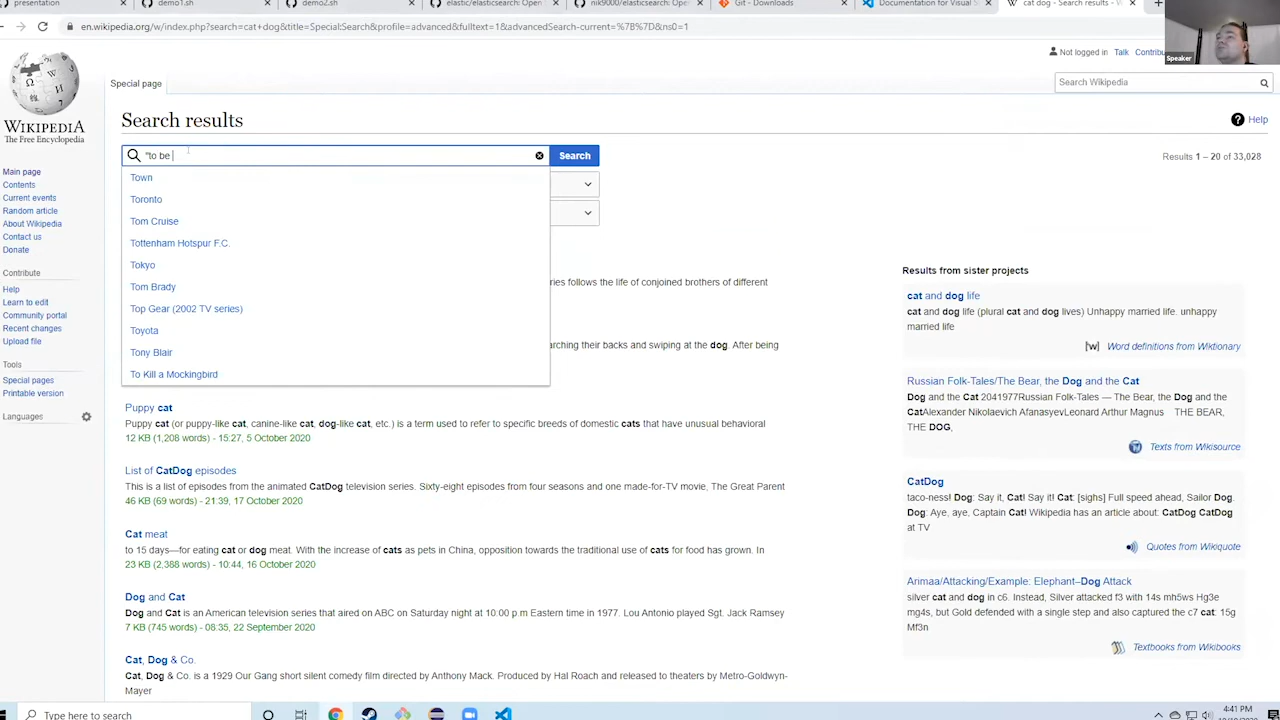 presentation
demo1.sh
demo2.sh
elastic/elasticsearch: Open
nik9000/elasticsearch: Open
Git - Downloads
Documentation for Visual S
cat dog - Search results - W
en.wikipedia.org/w/index.php?search=cat+dog&title=Special:Search&profile=advanced&fulltext=1&advancedSearch-current=%7B%7D&ns0=1
Speaker
Not logged in Talk Contribu
Special page
Search Wikipedia
WIKIPEDIA
The Free Encyclopedia
Main page
Contents
Current events
Random article
About Wikipedia
Contact us
Donate
Contribute
Help
Learn to edit
Community portal
Recent changes
Upload file
Tools
Special pages
Printable version
Languages
Search results
Help
"to be
Search
Results 1 – 20 of 33,028
Town
Toronto
Tom Cruise
Tottenham Hotspur F.C.
Tokyo
Tom Brady
Top Gear (2002 TV series)
Toyota
Tony Blair
To Kill a Mockingbird
ries follows the life of conjoined brothers of different
arching their backs and swiping at the dog. After being
Puppy cat
Puppy cat (or puppy-like cat, canine-like cat, dog-like cat, etc.) is a term used to refer to specific breeds of domestic cats that have unusual behavioral
12 KB (1,208 words) - 15:27, 5 October 2020
List of CatDog episodes
This is a list of episodes from the animated CatDog television series. Sixty-eight episodes from four seasons and one made-for-TV movie, The Great Parent
46 KB (69 words) - 21:39, 17 October 2020
Cat meat
to 15 days—for eating cat or dog meat. With the increase of cats as pets in China, opposition towards the traditional use of cats for food has grown. In
23 KB (2,388 words) - 10:44, 16 October 2020
Dog and Cat
Dog and Cat is an American television series that aired on ABC on Saturday night at 10:00 p.m Eastern time in 1977. Lou Antonio played Sgt. Jack Ramsey
7 KB (745 words) - 08:35, 22 September 2020
Cat, Dog & Co.
Cat, Dog & Co. is a 1929 Our Gang short silent comedy film directed by Anthony Mack. Produced by Hal Roach and released to theaters by Metro-Goldwyn-
Mayer
Results from sister projects
cat and dog life
cat and dog life (plural cat and dog lives) Unhappy married life. unhappy
married life
Word definitions from Wiktionary
Russian Folk-Tales/The Bear, the Dog and the Cat
Dog and the Cat 2041977Russian Folk-Tales — The Bear, the Dog and the
CatAlexander Nikolaevich AfanasyevLeonard Arthur Magnus THE BEAR,
THE DOG,
Texts from Wikisource
CatDog
taco-ness! Dog: Say it, Cat! Say it! Cat: [sighs] Full speed ahead, Sailor Dog.
Dog: Aye, aye, Captain Cat! Wikipedia has an article about: CatDog CatDog
at TV
Quotes from Wikiquote
Arimaa/Attacking/Example: Elephant–Dog Attack
silver cat and dog in c6. Instead, Silver attacked f3 with 14s mh5ws Hg3e
mg4s, but Gold defended with a single step and also captured the c7 cat: 15g
Mf3n
Textbooks from Wikibooks
Type here to search
4:41 PM